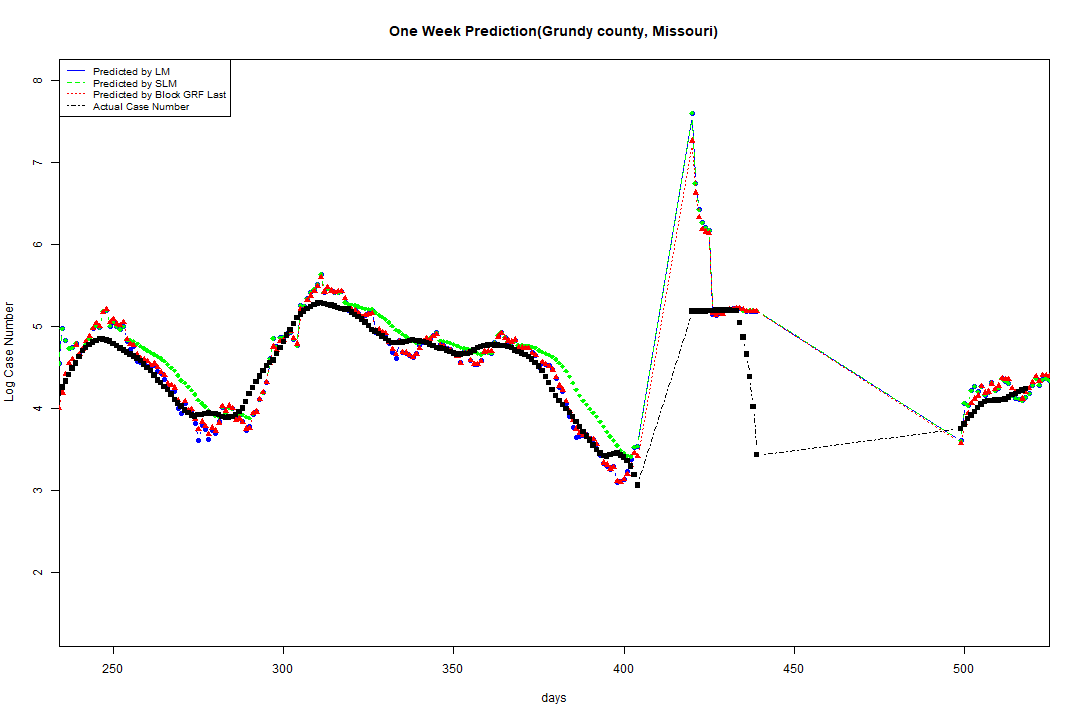 One Week Prediction(Grundy county, Missouri)
Predicted by LM
Predicted by SLM
Predicted by Block GRF Last
Actual Case Number
8
7
6
5
4
3
2
Log Case Number
250 300 350 400 450 500
days